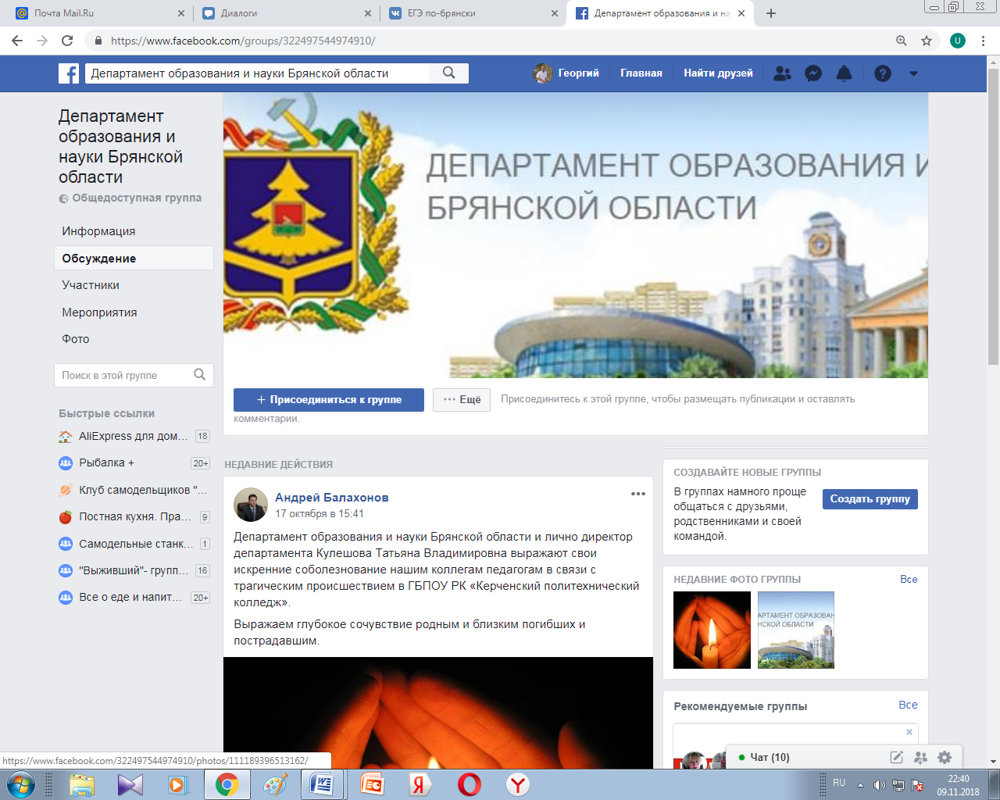 Почта Mail.Ru
Диалоги
ЕГЭ по-брянски
Департамент образования и на
https://www.facebook.com/groups/322497544974910/
U
Департамент образования и науки Брянской области
Георгий
Главная
Найти друзей
Департамент
образования и
науки Брянской
области
Общедоступная группа
Информация
Обсуждение
Участники
Мероприятия
Фото
Поиск в этой группе
Быстрые ссылки
AliExpress для дом... 18
Рыбалка + 20+
Клуб самодельщиков "...
Постная кухня. Пра... 9
Самодельные станк... 1
"Выживший"- групп... 16
Все о еде и напит... 20+
ДЕПАРТАМЕНТ ОБРАЗОВАНИЯ И
БРЯНСКОЙ ОБЛАСТИ
+ Присоединиться к группе
··· Ещё
Присоединитесь к этой группе, чтобы размещать публикации и оставлять
комментарии.
НЕДАВНИЕ ДЕЙСТВИЯ
Андрей Балахонов
17 октября в 15:41
Департамент образования и науки Брянской области и лично директор
департамента Кулешова Татьяна Владимировна выражают свои
искренние соболезнование нашим коллегам педагогам в связи с
трагическим происшествием в ГБПОУ РК «Керченский политехнический
колледж».
Выражаем глубокое сочувствие родным и близким погибших и
пострадавшим.
СОЗДАВАЙТЕ НОВЫЕ ГРУППЫ
В группах намного проще
общаться с друзьями,
родственниками и своей
командой.
Создать группу
НЕДАВНИЕ ФОТО ГРУППЫ
Все
АРТАМЕНТ ОБРАЗОВАН
НСКОЙ ОБЛАСТИ
Рекомендуемые группы
Все
Чат (10)
https://www.facebook.com/322497544974910/photos/111189396513162/
RU
22:40
09.11.2018